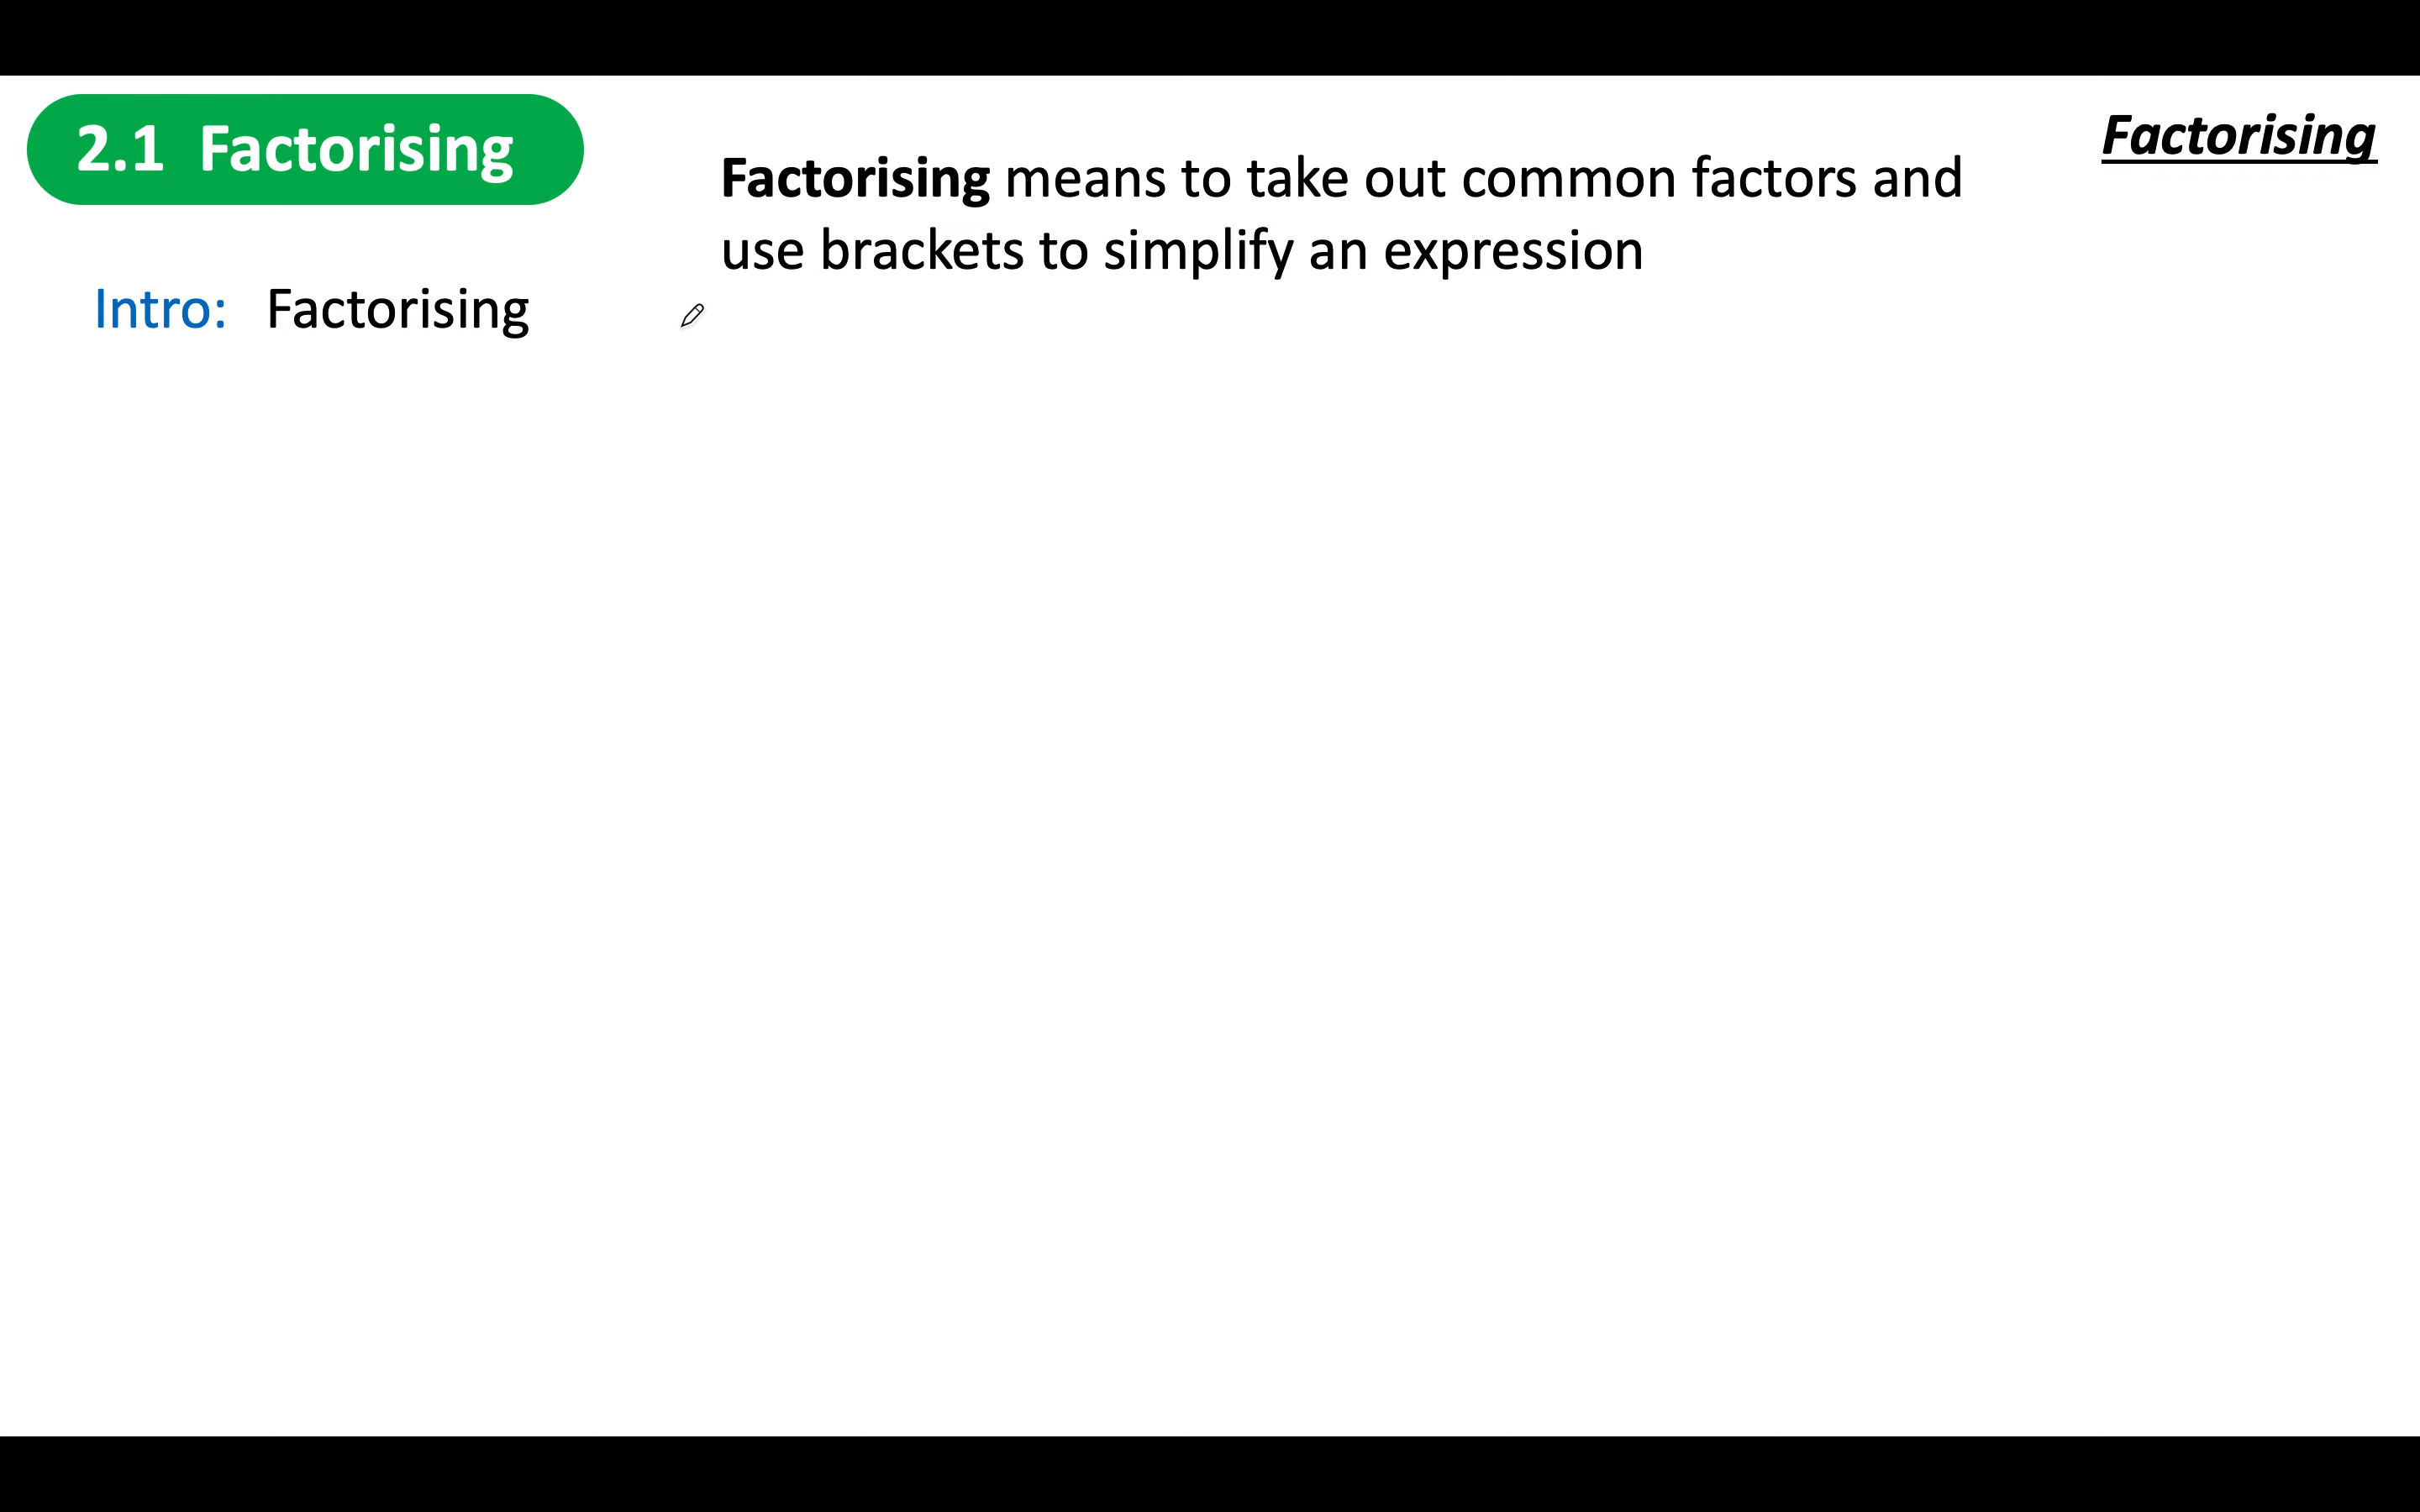 2.1 Factorising
Factorising
Factorising means to take out common factors and
use brackets to simplify an expression
Intro: Factorising